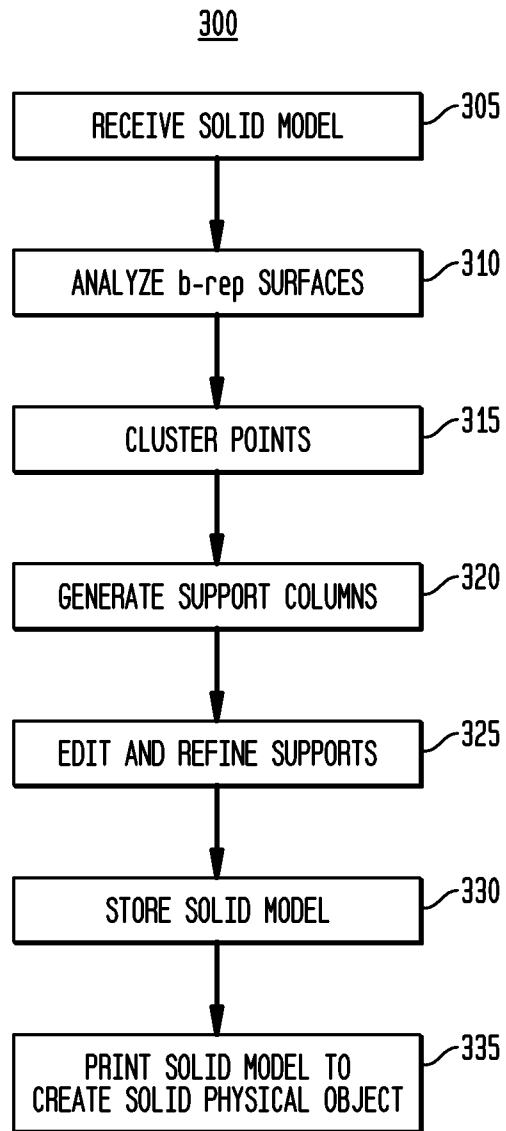 300
RECEIVE SOLID MODEL
305
ANALYZE b-rep SURFACES
310
CLUSTER POINTS
315
GENERATE SUPPORT COLUMNS
320
EDIT AND REFINE SUPPORTS
325
STORE SOLID MODEL
330
PRINT SOLID MODEL TO
CREATE SOLID PHYSICAL OBJECT
335